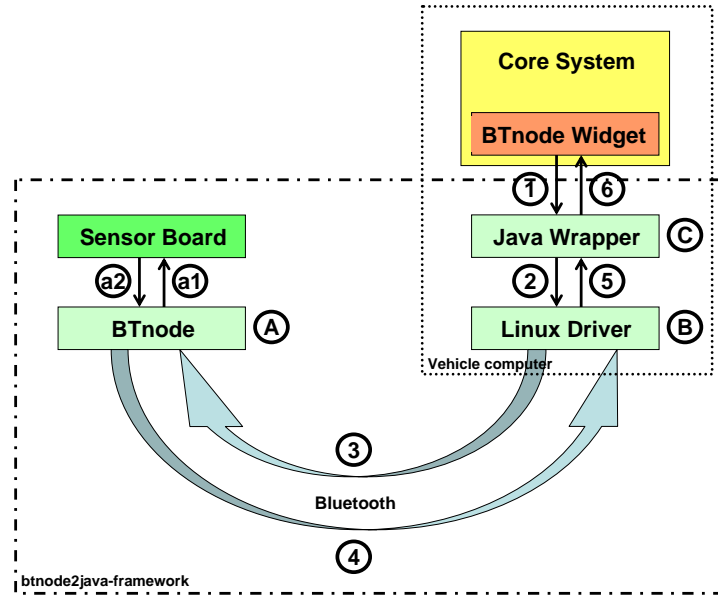 Core System
BTnode Widget
1
6
Sensor Board
Java Wrapper
C
a2
a1
2
5
BTnode
A
Linux Driver
B
Vehicle computer
3
Bluetooth
4
btnode2java-framework